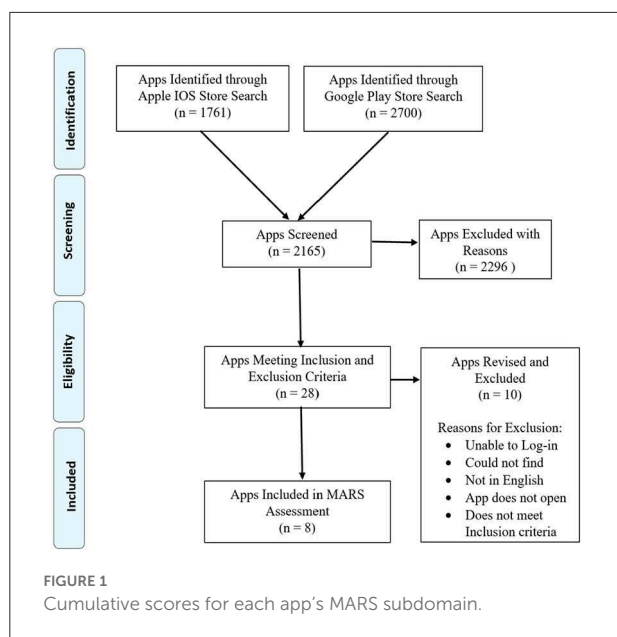 Identification
Apps Identified through
Apple IOS Store Search
(n = 1761)
Apps Identified through
Google Play Store Search
(n = 2700)
Screening
Apps Screened
(n = 2165)
Apps Excluded with
Reasons
(n = 2296 )
Eligibility
Apps Meeting Inclusion and
Exclusion Criteria
(n = 28)
Apps Revised and
Excluded
(n = 10)
Reasons for Exclusion:
• Unable to Log-in
• Could not find
• Not in English
• App does not open
• Does not meet
Inclusion criteria
Included
Apps Included in MARS
Assessment
(n = 8)
FIGURE 1
Cumulative scores for each app's MARS subdomain.